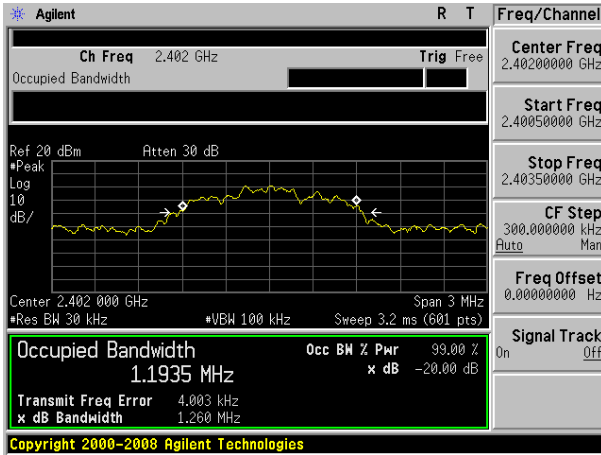 Agilent R T
Freq/Channel
Ch Freq 2.402 GHz Trig Free
Occupied Bandwidth
Center Freq
2.40200000 GHz
Start Freq
2.40050000 GHz
Stop Freq
2.40350000 GHz
CF Step
300.000000 kHz
Auto Man
Freq Offset
0.00000000 Hz
Signal Track
On Off
Ref 20 dBm Atten 30 dB
#Peak
Log
10
dB/
Center 2.402 000 GHz Span 3 MHz
#Res BW 30 kHz #VBW 100 kHz Sweep 3.2 ms (601 pts)
Occupied Bandwidth Occ BW % Pwr 99.00 %
1.1935 MHz x dB -20.00 dB
Transmit Freq Error 4.003 kHz
x dB Bandwidth 1.260 MHz
Copyright 2000-2008 Agilent Technologies